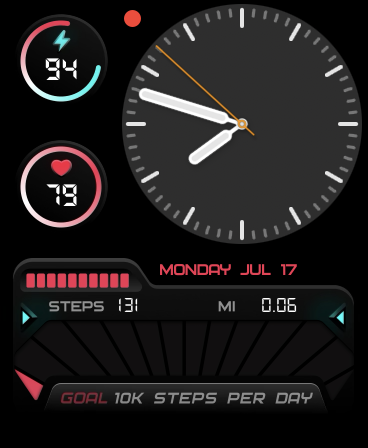 94
79
MONDAY JUL 17
STEPS 131 MI 0.06
GOAL 10K STEPS PER DAY